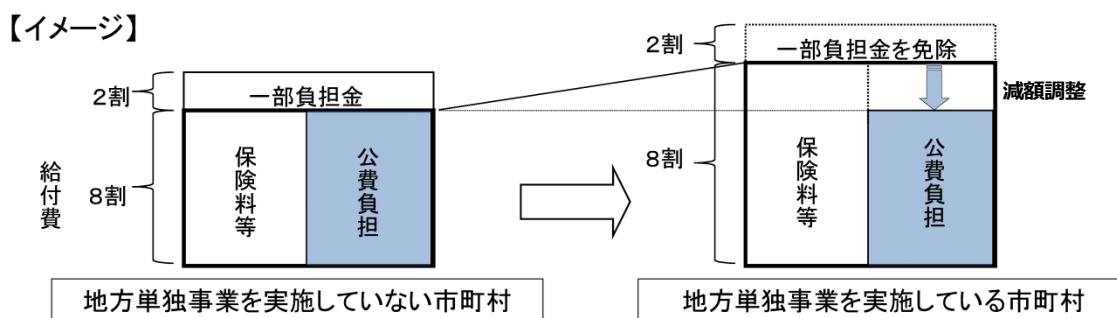 【イメージ】
2割
一部負担金
給付費
8割
保険料等
公費負担
地方単独事業を実施していない市町村
2割
一部負担金を免除
減額調整
8割
保険料等
公費負担
地方単独事業を実施している市町村